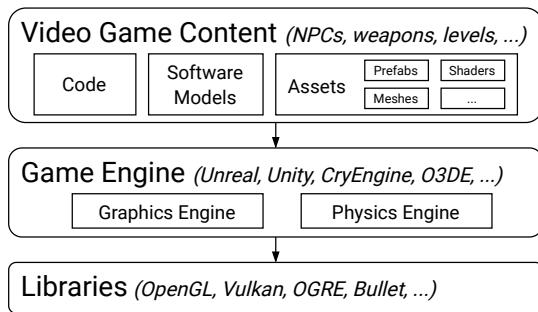 Video Game Content (NPCs, weapons, levels, ...)
Code
Software
Models
Assets
Prefabs
Shaders
Meshes
...
Game Engine (Unreal, Unity, CryEngine, O3DE, ...)
Graphics Engine
Physics Engine
Libraries (OpenGL, Vulkan, OGRE, Bullet, ...)